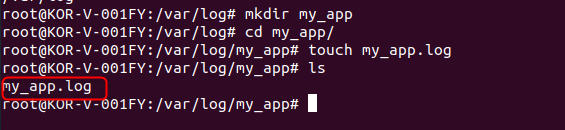 root@KOR-V-001FY:/var/log# mkdir my_app
root@KOR-V-001FY:/var/log# cd my_app/
root@KOR-V-001FY:/var/log/my_app# touch my_app.log
root@KOR-V-001FY:/var/log/my_app# ls
my_app.log
root@KOR-V-001FY:/var/log/my_app#